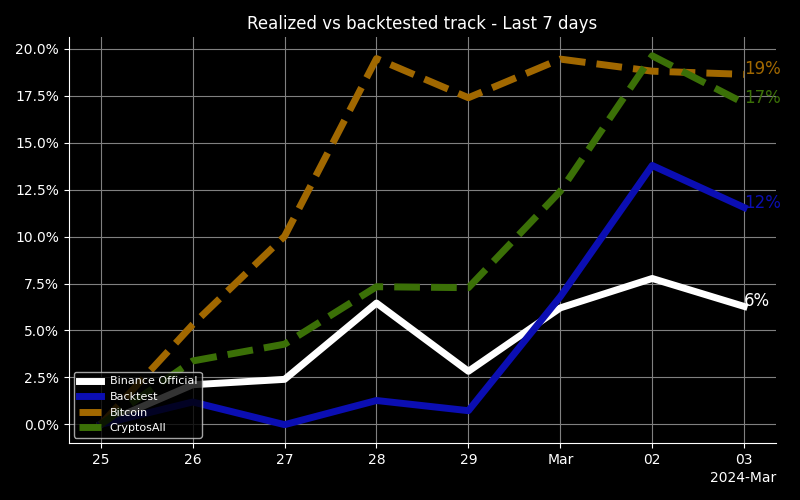 Realized vs backtested track - Last 7 days
20.0%
17.5%
15.0%
12.5%
10.0%
7.5%
5.0%
2.5%
0.0%
19%
17%
12%
6%
Binance Official
Backtest
Bitcoin
CryptosAll
25 26 27 28 29 Mar 02 03
2024-Mar